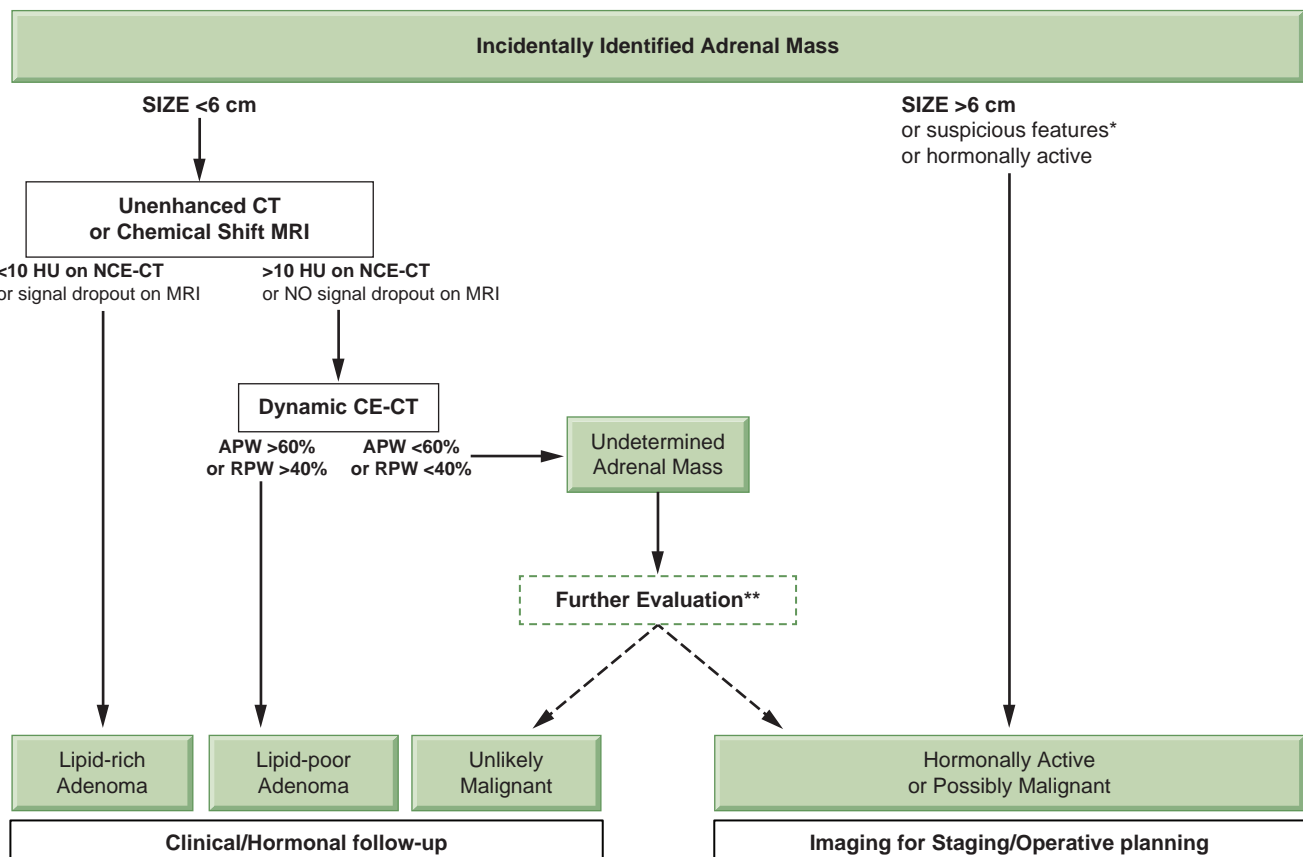 Incidentally Identified Adrenal Mass
SIZE <6 cm
SIZE >6 cm
or suspicious features*
or hormonally active
Unenhanced CT
or Chemical Shift MRI
<10 HU on NCE-CT
or signal dropout on MRI
>10 HU on NCE-CT
or NO signal dropout on MRI
Dynamic CE-CT
APW >60%
or RPW >40%
APW <60%
or RPW <40%
Undetermined
Adrenal Mass
Further Evaluation**
Lipid-rich
Adenoma
Lipid-poor
Adenoma
Unlikely
Malignant
Hormonally Active
or Possibly Malignant
Clinical/Hormonal follow-up
Imaging for Staging/Operative planning